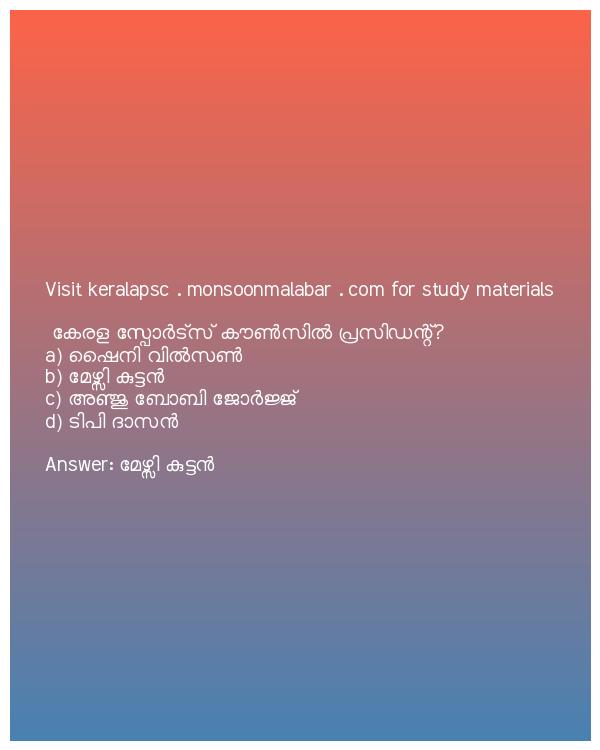 Visit keralapsc . monsoonmalabar . com for study materials
കേരള സ്പോർട്സ് കൗൺസിൽ പ്രസിഡന്റ്?
a) ഷൈനി വിൽസൺ
b) മേഴ്സി കുട്ടൻ
c) അഞ്ജു ബോബി ജോർജ്ജ്
d) ടിപി ദാസൻ
Answer: മേഴ്സി കുട്ടൻ